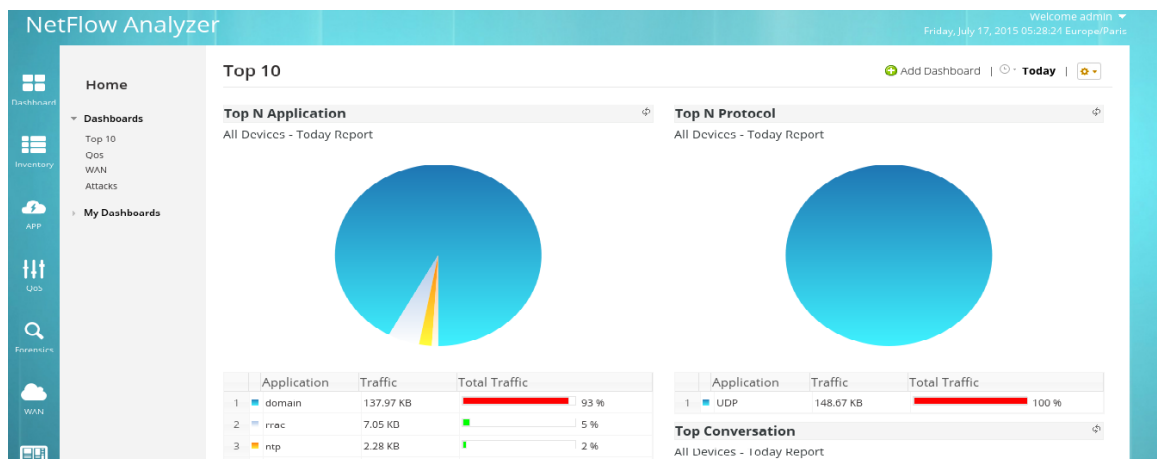 NetFlow Analyzer
Welcome admin
Friday, July 17, 2015 05:28:24 Europe/Paris
Dashboard
Inventory
APP
QoS
Forensics
WAN
Home
Dashboards
Top 10
Qos
WAN
Attacks
My Dashboards
Top 10
Add Dashboard | Today |
Top N Application
All Devices - Today Report
Application Traffic Total Traffic
1 domain 137.97 KB 93 %
2 rrac 7.05 KB 5 %
3 ntp 2.28 KB 2 %
Top N Protocol
All Devices - Today Report
Application Traffic Total Traffic
1 UDP 148.67 KB 100 %
Top Conversation
All Devices - Today Report